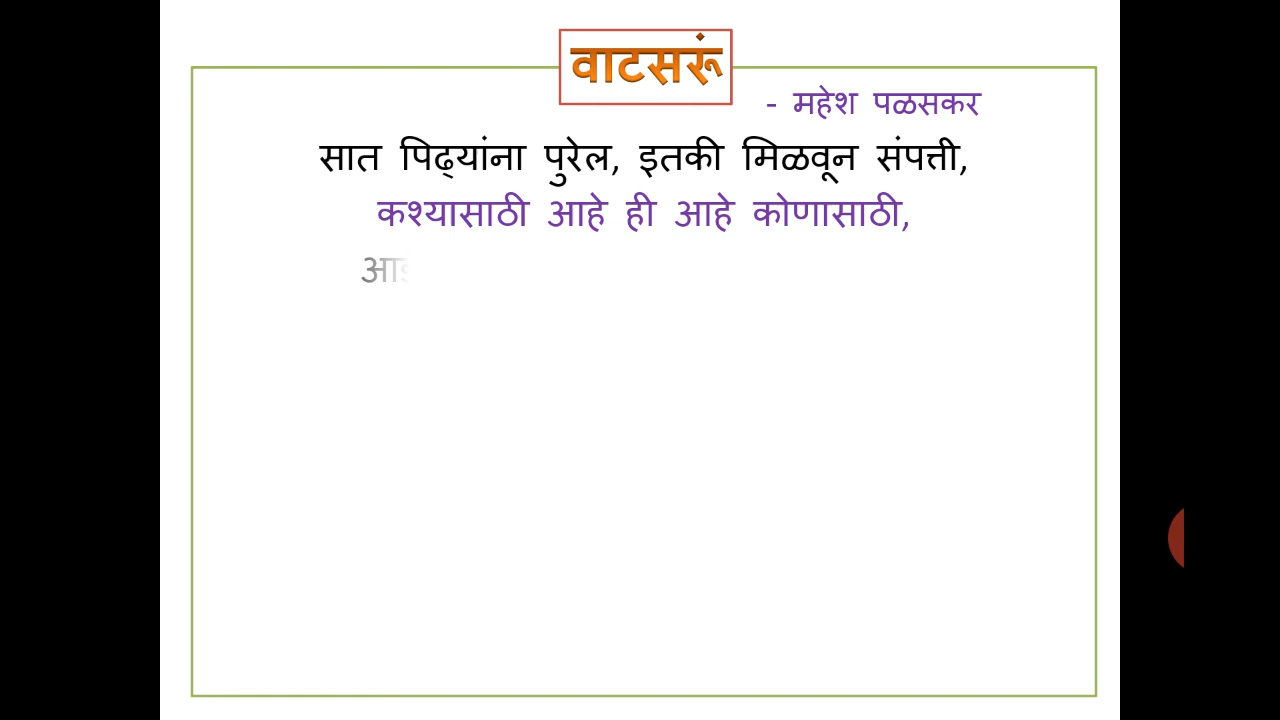 वाटसरूं
- महेश पळसकर
सात पिढ्यांना पुरेल, इतकी मिळवून संपत्ती,
कश्यासाठी आहे ही आहे कोणासाठी,